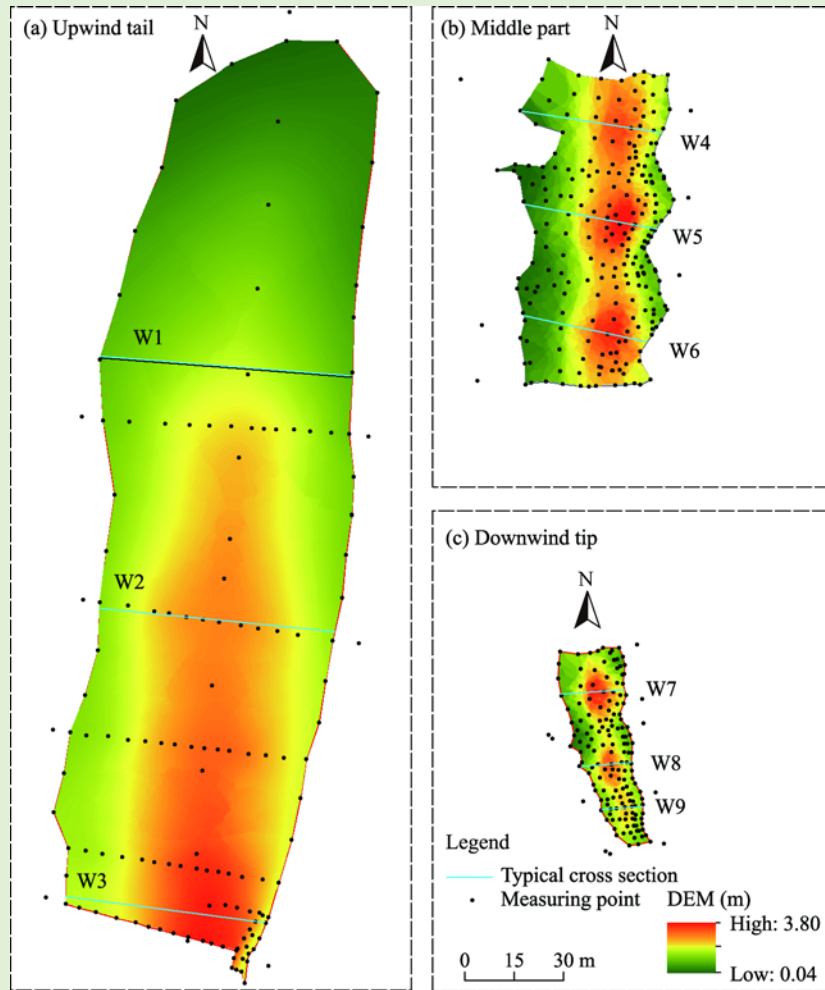 (a) Upwind tail
N
W1
W2
W3
(b) Middle part
N
W4
W5
W6
(c) Downwind tip
N
W7
W8
W9
Legend
Typical cross section
Measuring point
DEM (m)
High: 3.80
Low: 0.04
0 30 m